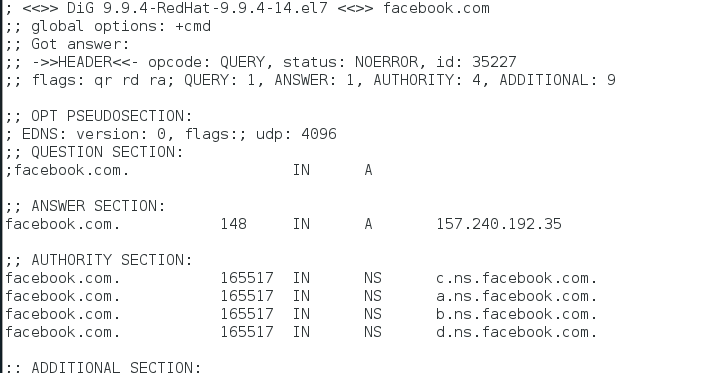 ; <<>> DiG 9.9.4-RedHat-9.9.4-14.el7 <<>> facebook.com
;; global options: +cmd
;; Got answer:
;; ->>HEADER<<- opcode: QUERY, status: NOERROR, id: 35227
;; flags: qr rd ra; QUERY: 1, ANSWER: 1, AUTHORITY: 4, ADDITIONAL: 9

;; OPT PSEUDOSECTION:
; EDNS: version: 0, flags:; udp: 4096
;; QUESTION SECTION:
;facebook.com. IN A

;; ANSWER SECTION:
facebook.com. 148 IN A 157.240.192.35

;; AUTHORITY SECTION:
facebook.com. 165517 IN NS c.ns.facebook.com.
facebook.com. 165517 IN NS a.ns.facebook.com.
facebook.com. 165517 IN NS b.ns.facebook.com.
facebook.com. 165517 IN NS d.ns.facebook.com.

;; ADDITIONAL SECTION: